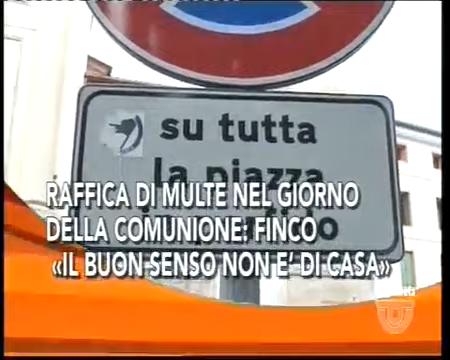 su tutta
la piazza
RAFFICA DI MULTE NEL GIORNO
DELLA COMUNIONE: FINCO
«IL BUON SENSO NON E' DI CASA»